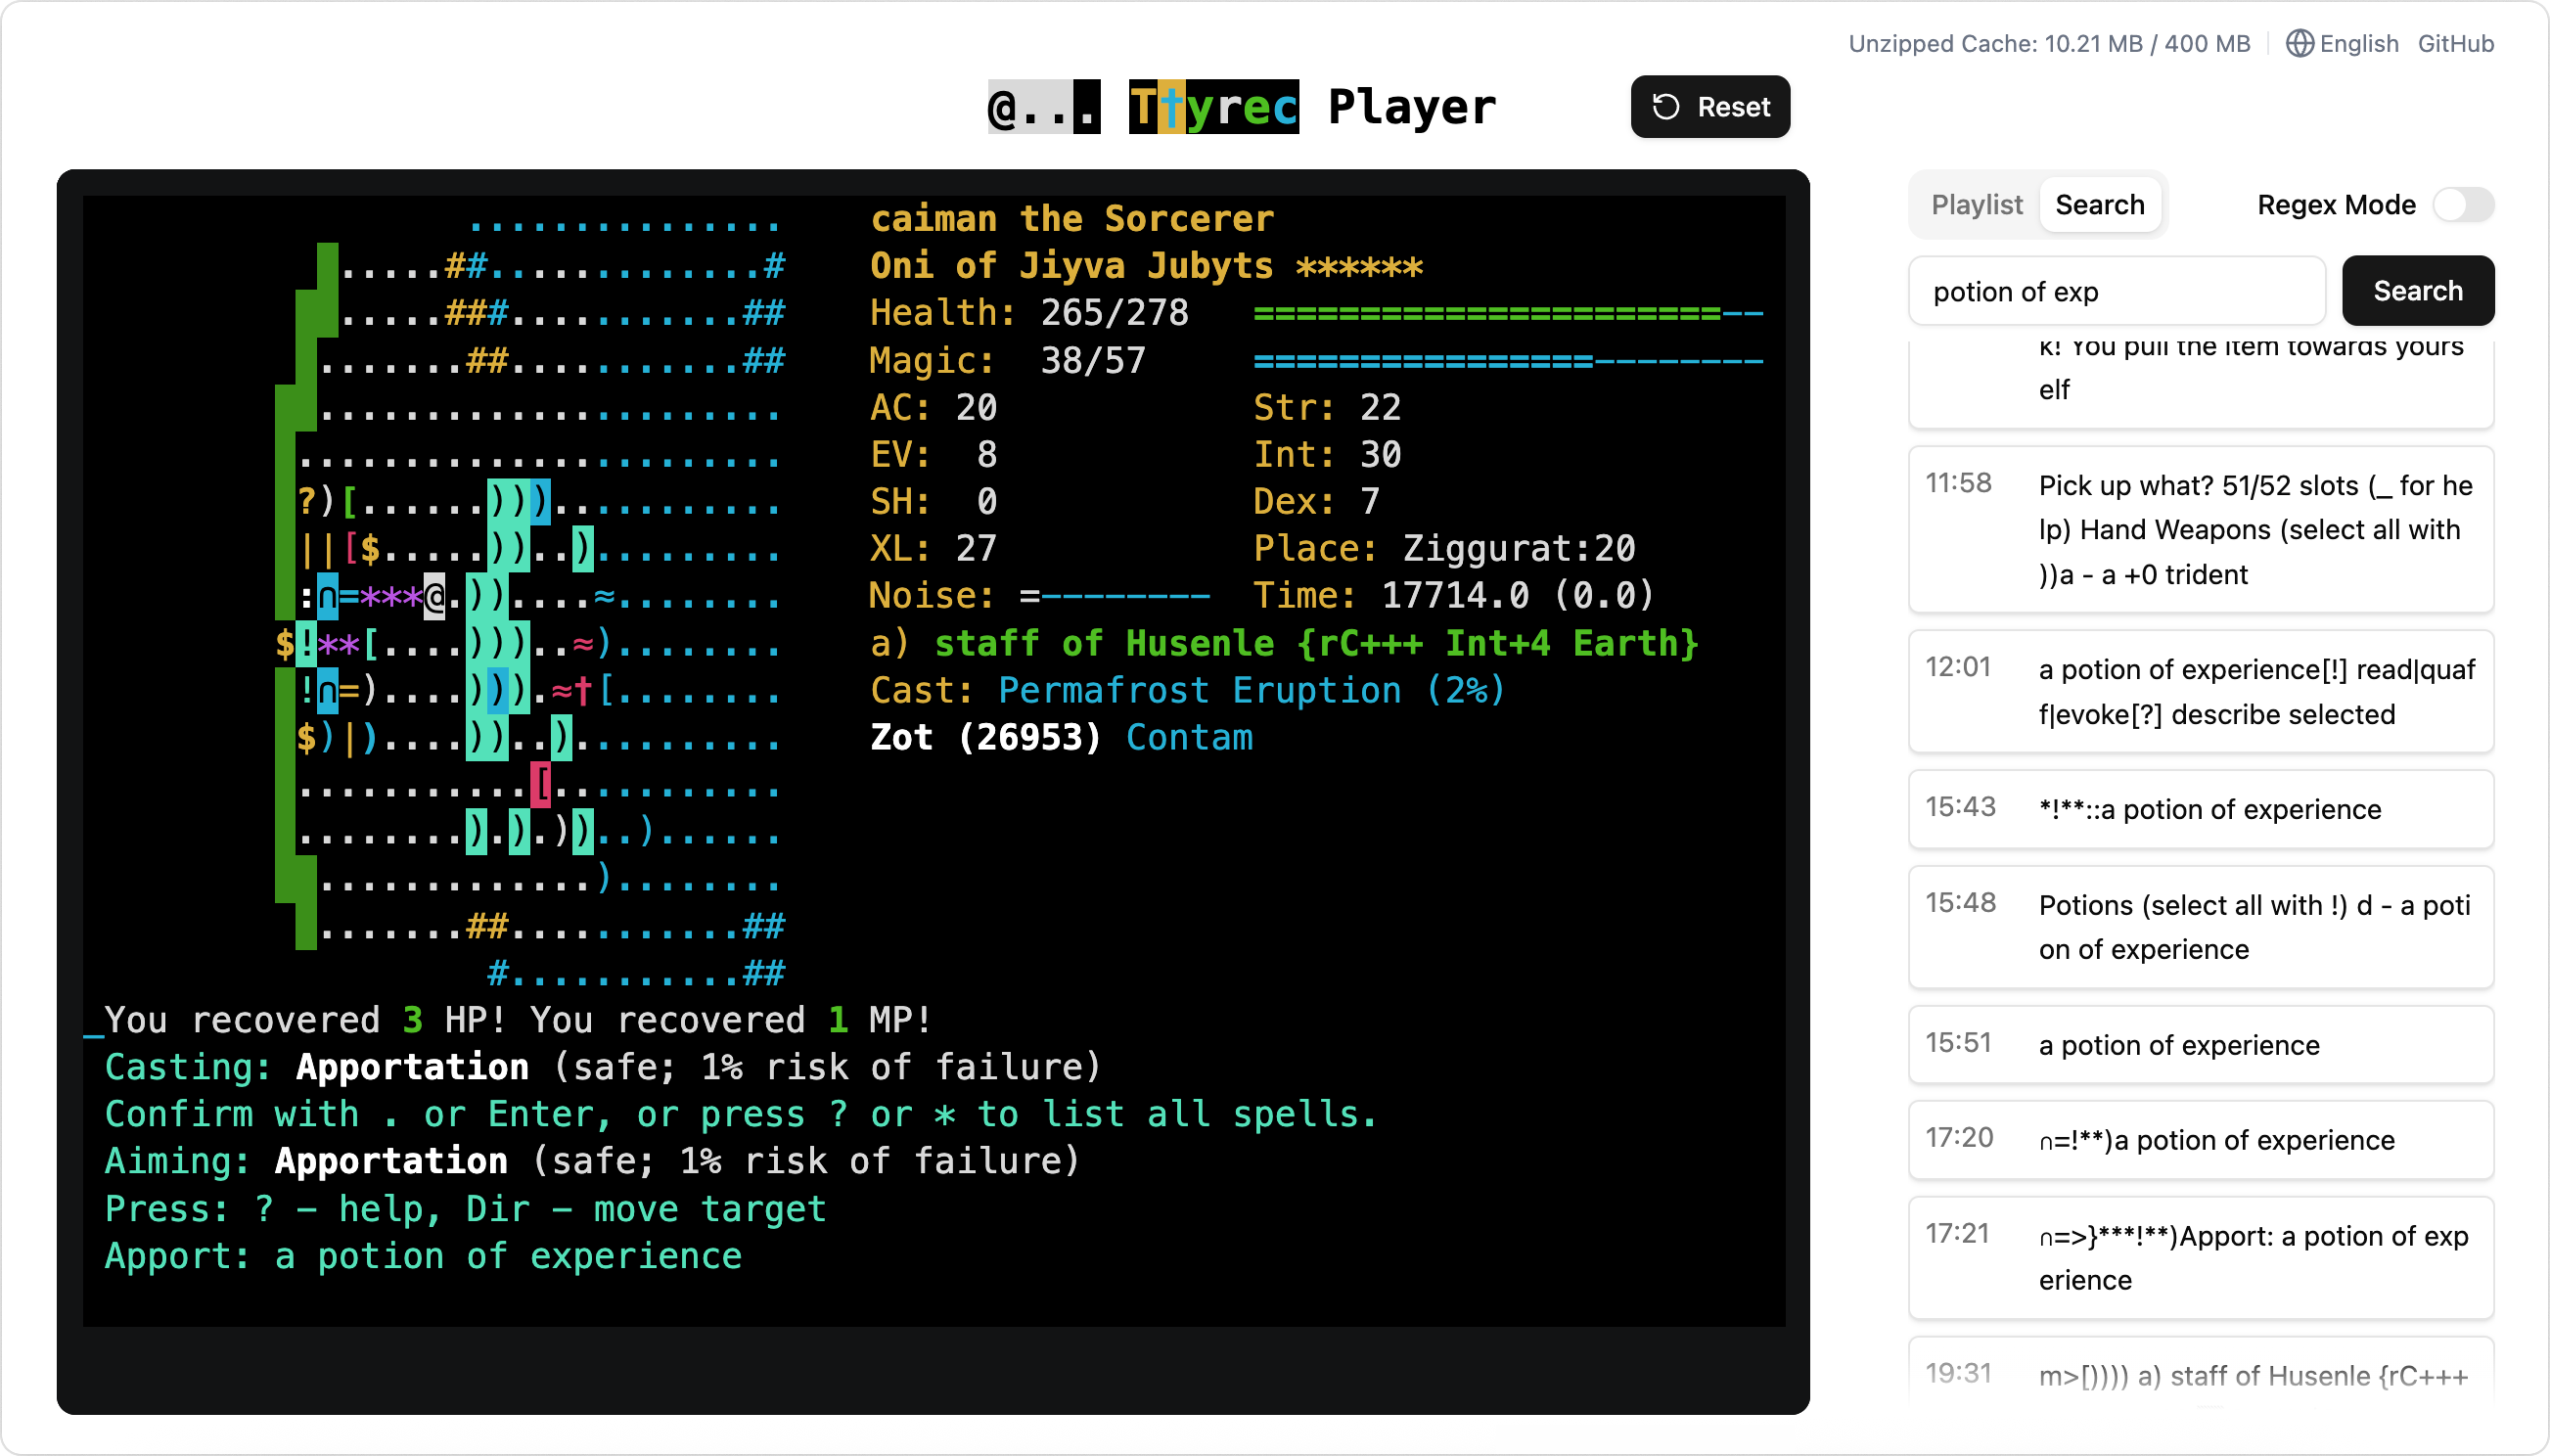 Unzipped Cache: 10.21 MB / 400 MB English GitHub
@... Ttyrec Player Reset
...............
.....##.............#
.....###...........##
.......##...........##
......................
.......................
?)[......)))...........
||[$.....))..).........
:∩=***@.))....≈........
$!**[....)))..≈)........
!∩=)....))).≈†[........
$)|)....))..)..........
...........[...........
........).).))..)......
.............)........
.......##...........##
#...........##
caiman the Sorcerer
Oni of Jiyva Jubyts ******
Health: 265/278 ======================--
Magic: 38/57 ================--------
AC: 20 Str: 22
EV: 8 Int: 30
SH: 0 Dex: 7
XL: 27 Place: Ziggurat:20
Noise: =-------- Time: 17714.0 (0.0)
a) staff of Husenle {rC+++ Int+4 Earth}
Cast: Permafrost Eruption (2%)
Zot (26953) Contam
_You recovered 3 HP! You recovered 1 MP!
Casting: Apportation (safe; 1% risk of failure)
Confirm with . or Enter, or press ? or * to list all spells.
Aiming: Apportation (safe; 1% risk of failure)
Press: ? - help, Dir - move target
Apport: a potion of experience
Playlist Search Regex Mode
potion of exp Search
k! You pull the item towards yours
elf
11:58 Pick up what? 51/52 slots (_ for he
lp) Hand Weapons (select all with
))a - a +0 trident
12:01 a potion of experience[!] read|quaf
f|evoke[?] describe selected
15:43 *!**::a potion of experience
15:48 Potions (select all with !) d - a poti
on of experience
15:51 a potion of experience
17:20 ∩=!**)a potion of experience
17:21 ∩=>}***!**)Apport: a potion of exp
erience
19:31 m>[)))) a) staff of Husenle {rC+++